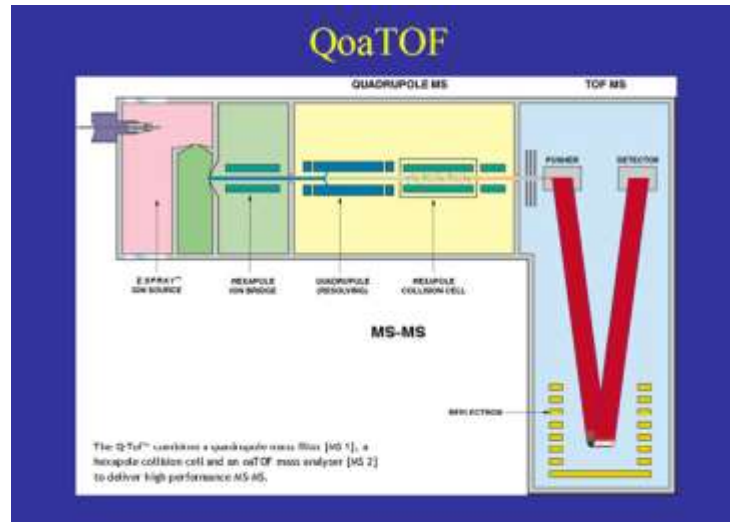 QoaTOF
QUADRUPOLE MS
TOF MS
PUSHER
DETECTOR
Z SPRAY™
ION SOURCE
HEXAPOLE
ION BRIDGE
QUADRUPOLE
(RESOLVING)
HEXAPOLE
COLLISION CELL
MS-MS
REFLECTRON
The Q-Tof™ combines a quadrupole mass filter [MS 1], a
hexapole collision cell and an oaTOF mass analyser [MS 2]
to deliver high performance MS-MS.